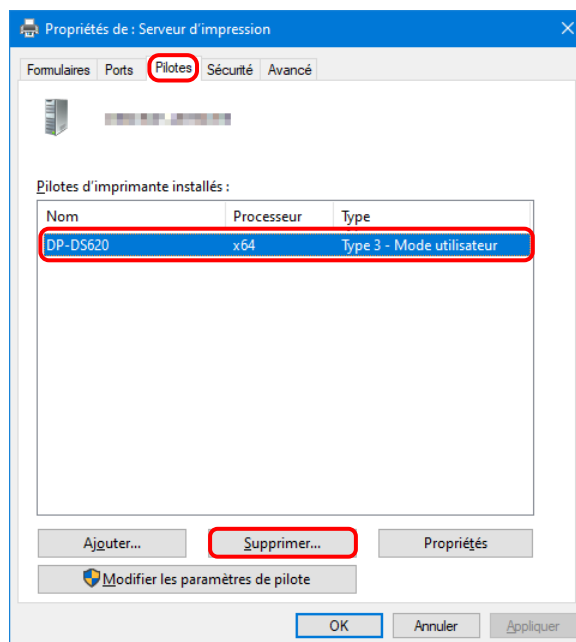 Propriétés de : Serveur d’impression
Formulaires Ports Pilotes Sécurité Avancé
Pilotes d’imprimante installés :
Nom Processeur Type
DP-DS620 x64 Type 3 - Mode utilisateur
Ajouter... Supprimer... Propriétés
Modifier les paramètres de pilote
OK Annuler Appliquer